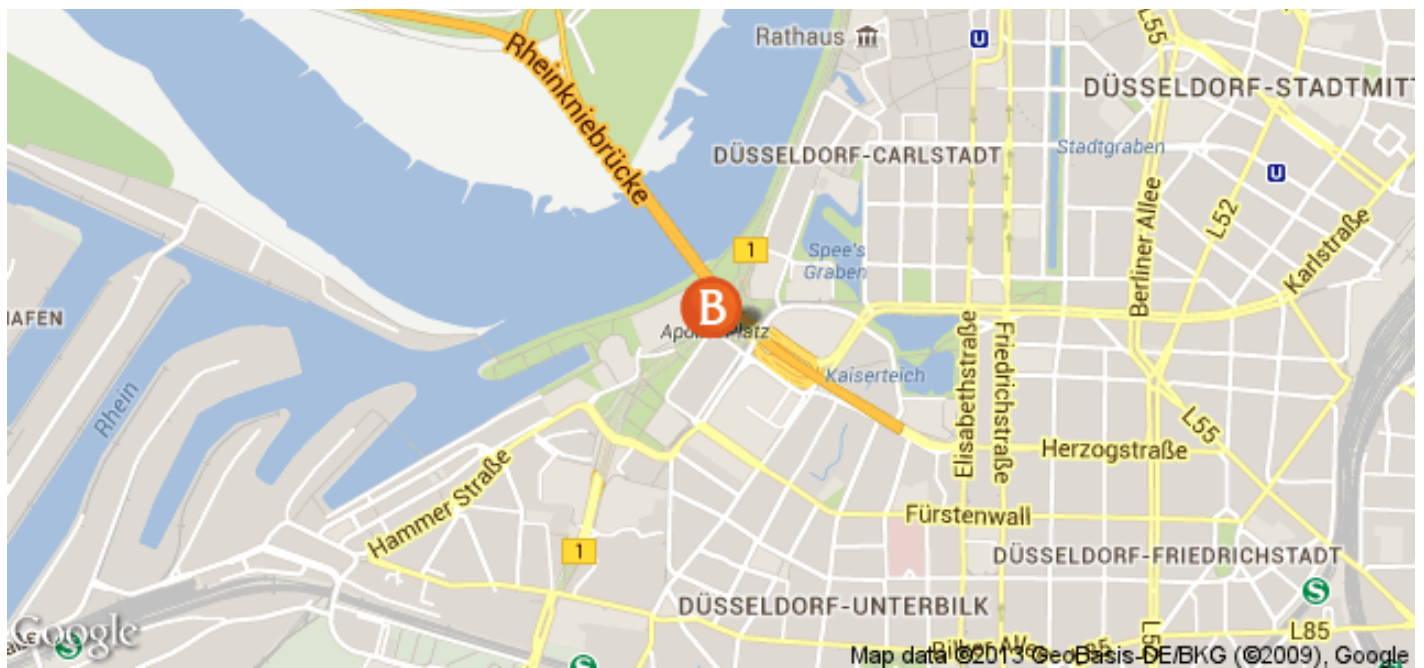 Rathaus
U
L55
DÜSSELDORF-STADTMITT
Rheinkniebrücke
DÜSSELDORF-CARLSTADT
Stadtgraben
U
L52
Berliner Allee
Karlstraße
1
Spee's
Graben
B
Platz
HAFEN
Rhein
Kaiserteich
Elisabethstraße
Friedrichstraße
L55
Herzogstraße
Hammer Straße
Fürstenwall
1
DÜSSELDORF-FRIEDRICHSTADT
S
DÜSSELDORF-UNTERBILK
Google
S
S
L85
Map data ©2013 GeoBasis-DE/BKG (©2009), Google